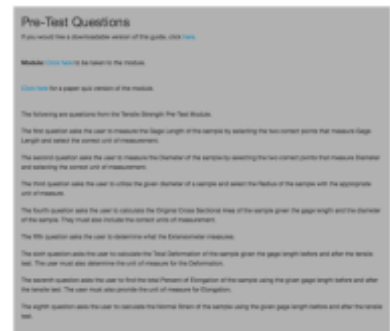 Pre-Test Questions
If you would like a downloadable version of this guide, click here.
Module: Click here to be taken to the module.
Click here for a paper quiz version of the module.
The following are questions from the Tensile Strength Pre-Test Module.
The first question asks the user to measure the Gage Length of the sample by selecting the two correct points that measure Gage
Length and select the correct unit of measurement.
The second question asks the user to measure the Diameter of the sample by selecting the two correct points that measure Diameter
and selecting the correct unit of measurement.
The third question asks the user to utilize the given diameter of a sample and select the Radius of the sample with the appropriate
unit of measure.
The fourth question asks the user to calculate the Original Cross Sectional Area of the sample given the gage length and the diameter
of the sample. They must also include the correct units of measurement.
The fifth question asks the user to determine what the Extensometer measures.
The sixth question asks the user to calculate the Total Deformation of the sample given the gage length before and after the tensile
test. The user must also determine the unit of measure for the Deformation.
The seventh question asks the user to find the total Percent of Elongation of the sample using the given gage length before and after
the tensile test. The user must also provide the unit of measure for Elongation.
The eighth question asks the user to calculate the Normal Strain of the sample using the given gage length before and after the tensile
test.